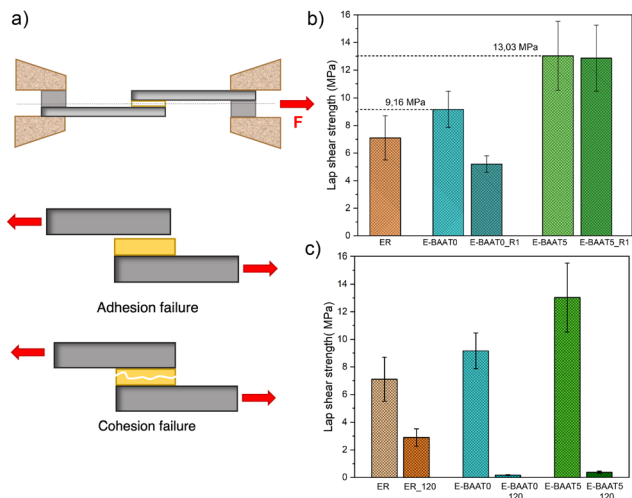 a)
F
Adhesion failure
Cohesion failure
b)
Lap shear strength (MPa)
16
14
12
10
8
6
4
2
0
13,03 MPa
9,16 MPa
ER E-BAAT0 E-BAAT0_R1 E-BAAT5 E-BAAT5_R1
c)
Lap shear strength( MPa)
16
14
12
10
8
6
4
2
0
ER ER_120 E-BAAT0 E-BAAT0 E-BAAT5 E-BAAT5
120 120